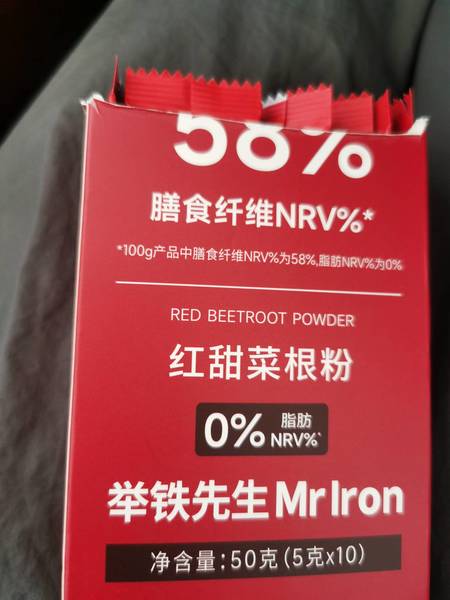 58%
膳食纤维NRV%*
*100g产品中膳食纤维NRV%为58%,脂肪NRV%为0%
RED BEETROOT POWDER
红甜菜根粉
0% 脂肪
NRV%*
举铁先生 Mr Iron
净含量:50克(5克x10)